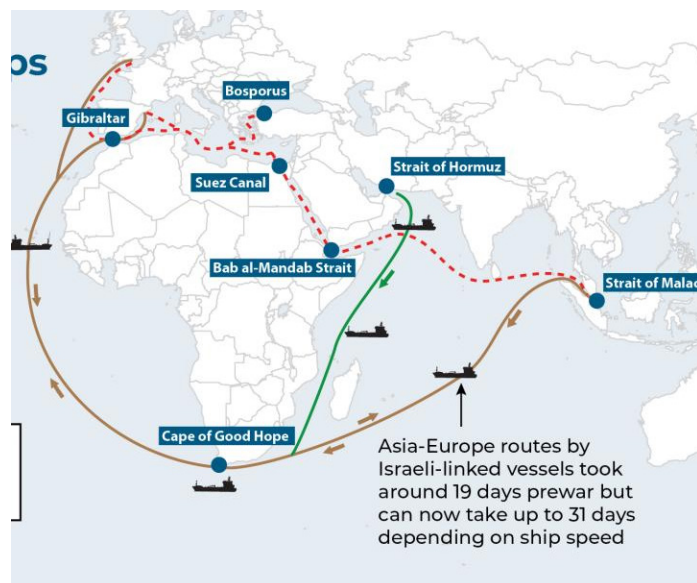 ps
Bosporus
Gibraltar
Strait of Hormuz
Suez Canal
Bab al-Mandab Strait
Strait of Malac
Cape of Good Hope
Asia-Europe routes by
Israeli-linked vessels took
around 19 days prewar but
can now take up to 31 days
depending on ship speed